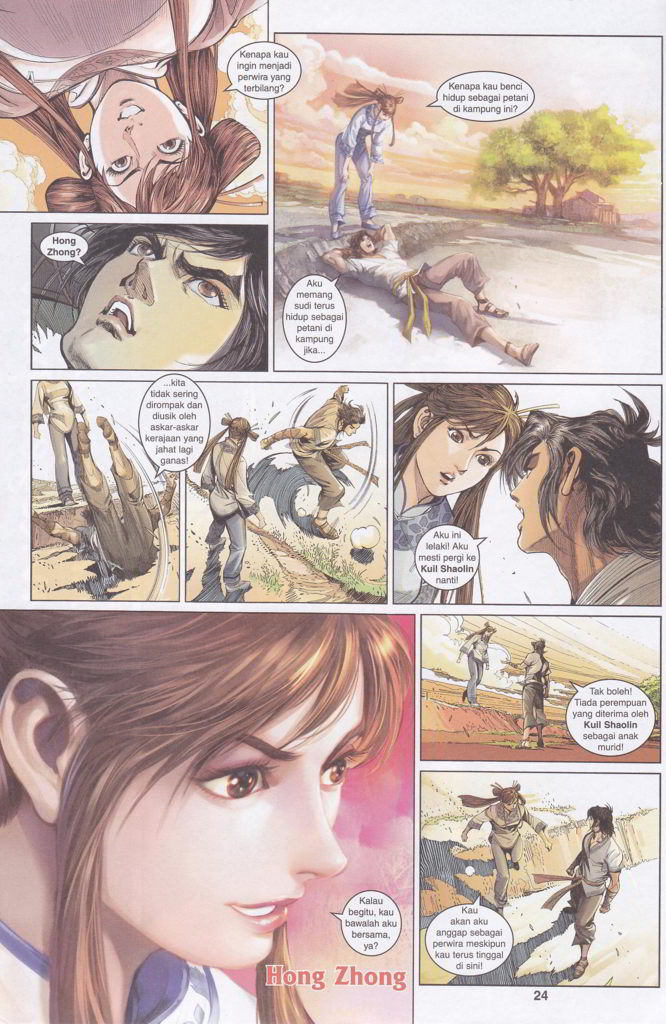 Kenapa kau
ingin menjadi
perwira yang
terbilang?
Kenapa kau benci
hidup sebagai petani
di kampung ini?
Hong
Zhong?
Aku
memang
sudi terus
hidup sebagai
petani di
kampung
jika...
...kita
tidak sering
dirompak dan
diusik oleh
askar-askar
kerajaan yang
jahat lagi
ganas!
Aku ini
lelaki! Aku
mesti pergi ke
Kuil Shaolin
nanti!
Tak boleh!
Tiada perempuan
yang diterima oleh
Kuil Shaolin
sebagai anak
murid!
Kalau
begitu, kau
bawalah aku
bersama,
ya?
Hong Zhong
Kau
akan aku
anggap sebagai
perwira meskipun
kau terus tinggal
di sini!
24